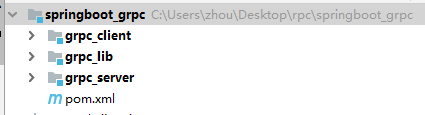 springboot_grpc C:\Users\zhou\Desktop\rpc\springboot_grpc
grpc_client
grpc_lib
grpc_server
pom.xml